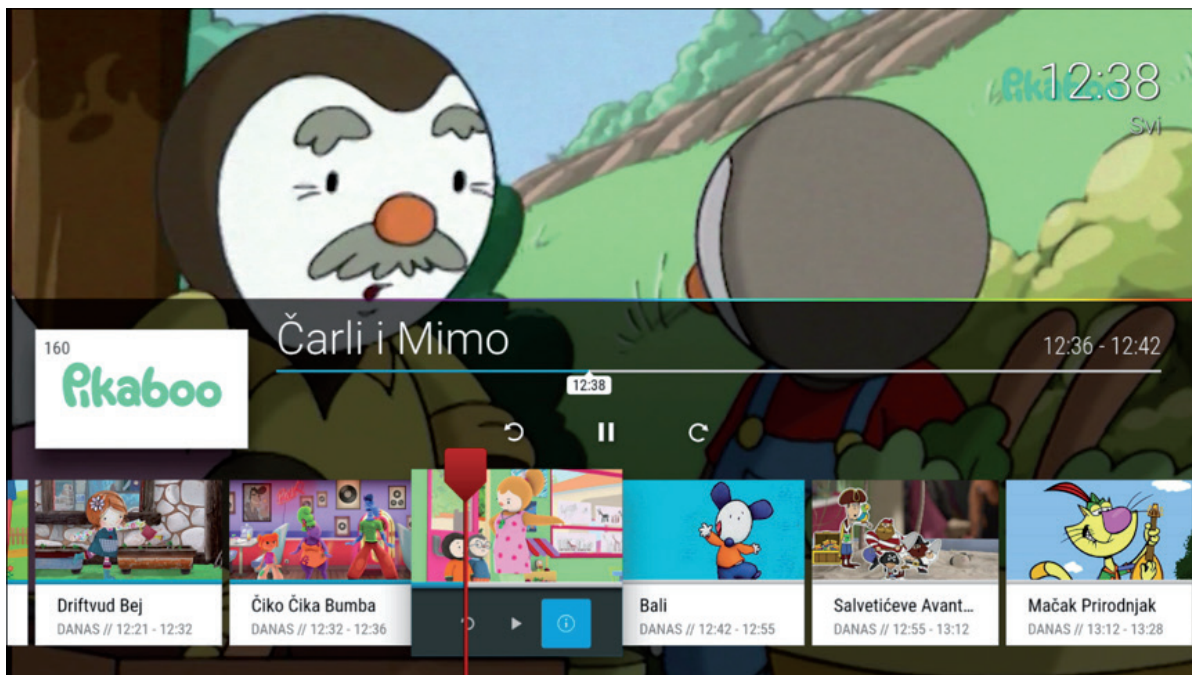 Pikaboo
12:38
Svi
160
Pikaboo
Čarli i Mimo
12:36 - 12:42
12:38
Driftvud Bej
DANAS // 12:21 - 12:32
Čiko Čika Bumba
DANAS // 12:32 - 12:36
Bali
DANAS // 12:42 - 12:55
Salvetićeve Avant...
DANAS // 12:55 - 13:12
Mačak Prirodnjak
DANAS // 13:12 - 13:28